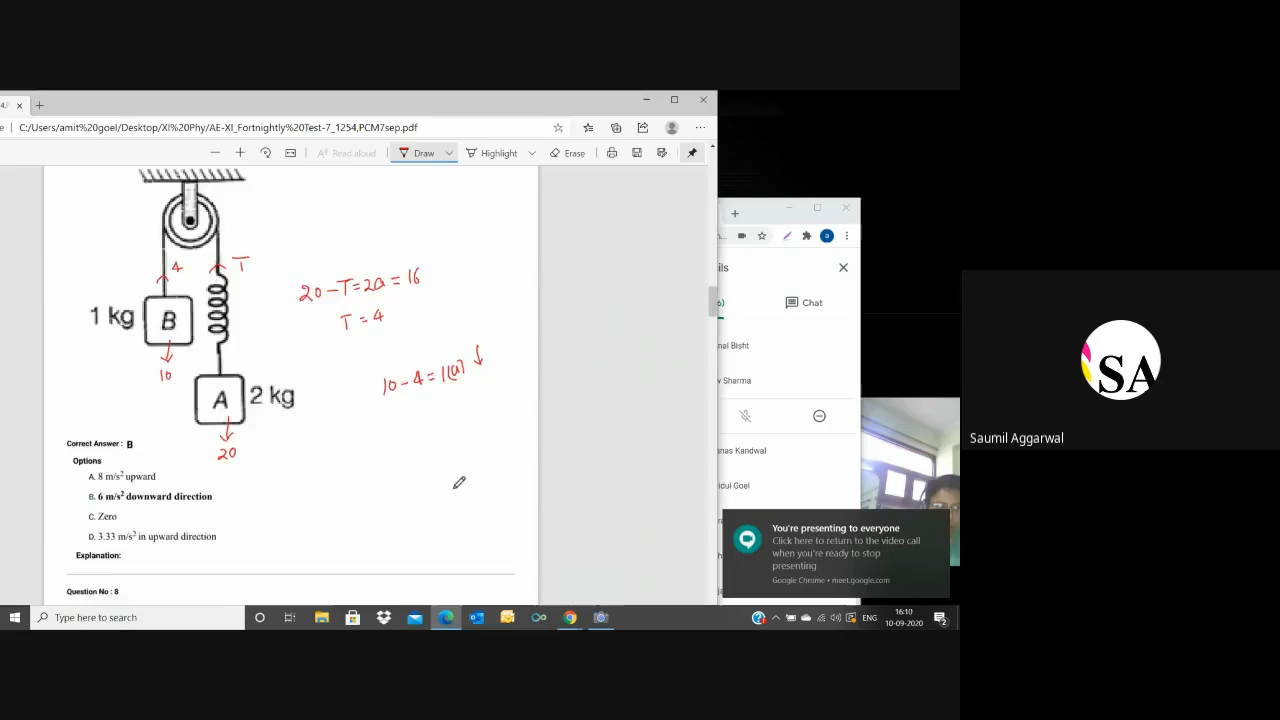 C:/Users/amit%20goel/Desktop/XI%20Phy/AE-XI_Fortnightly%20Test-7_1254,PCM7sep.pdf
Read aloud
Draw
Highlight
Erase
4
T
20-T=2a=16
T=4
1 kg
B
10
10-4=1(a)
A
2 kg
20
Correct Answer : B
Options
A. 8 m/s² upward
B. 6 m/s² downward direction
C. Zero
D. 3.33 m/s² in upward direction
Explanation:
Question No : 8
ils
Chat
nal Bisht
v Sharma
nas Kandwal
idul Goel
You're presenting to everyone
Click here to return to the video call
when you're ready to stop
presenting
Google Chrome • meet.google.com
SA
Saumil Aggarwal
Type here to search
ENG
16:10
10-09-2020
2